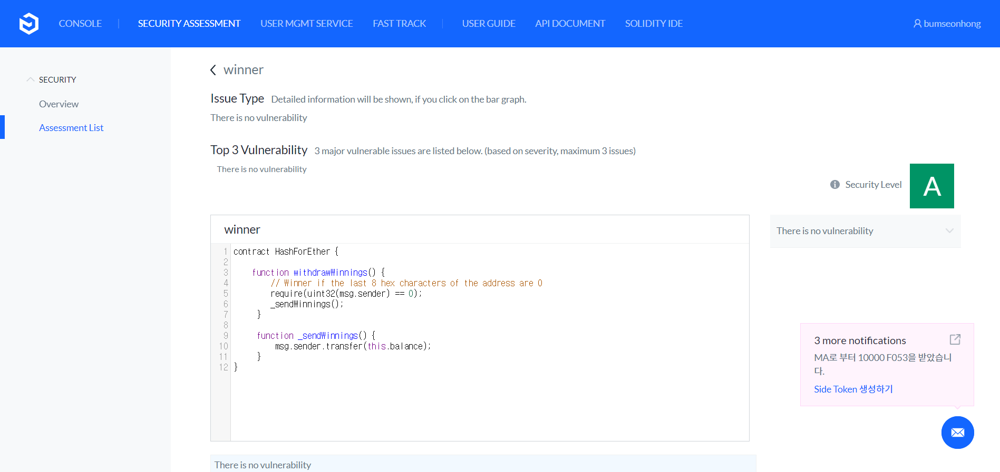 CONSOLE | SECURITY ASSESSMENT USER MGMT SERVICE FAST TRACK | USER GUIDE API DOCUMENT SOLIDITY IDE bumseonhong
SECURITY
Overview
Assessment List
winner
Issue Type Detailed information will be shown, if you click on the bar graph.
There is no vulnerability
Top 3 Vulnerability 3 major vulnerable issues are listed below. (based on severity, maximum 3 issues)
There is no vulnerability
Security Level A
winner
1 contract HashForEther {
2
3 function withdrawWinnings() {
4 // Winner if the last 8 hex characters of the address are 0
5 require(uint32(msg.sender) == 0);
6 _sendWinnings();
7 }
8
9 function _sendWinnings() {
10 msg.sender.transfer(this.balance);
11 }
12 }
There is no vulnerability
3 more notifications
MA로 부터 10000 F053을 받았습니
다.
Side Token 생성하기
There is no vulnerability